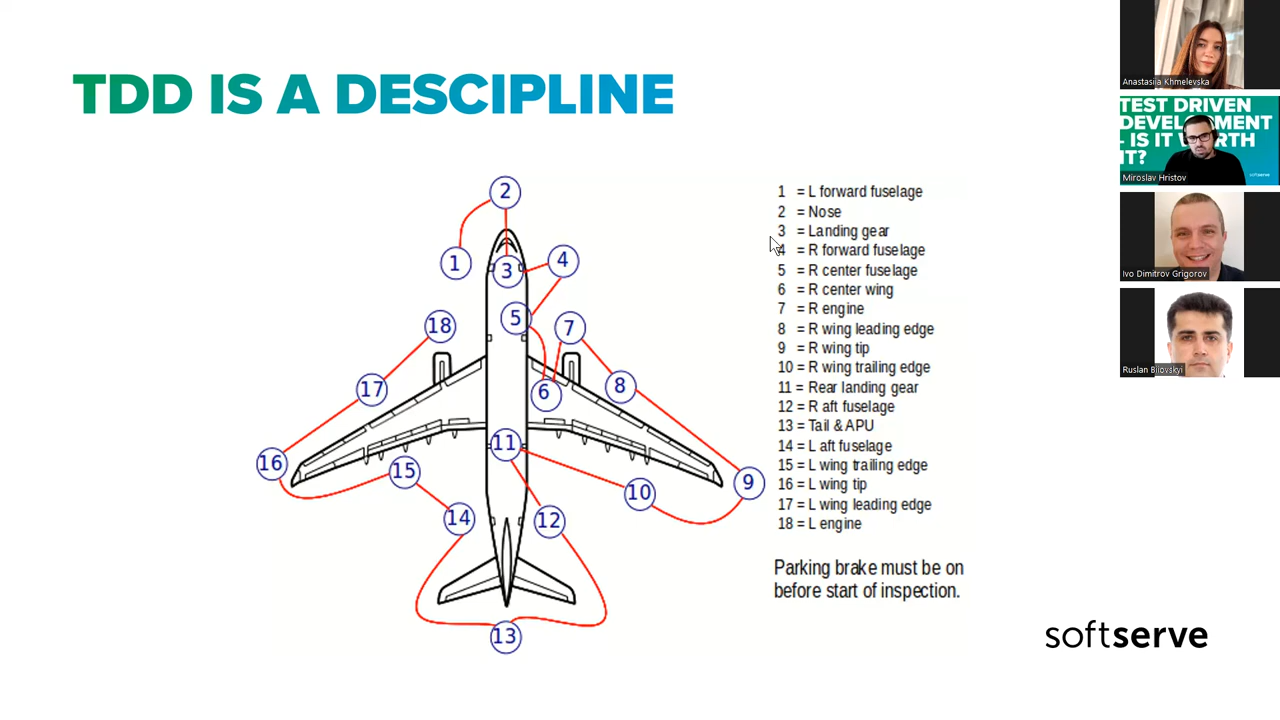 TDD IS A DESCIPLINE
2
1
3
4
5
7
18
6
8
17
11
16
15
9
10
14
12
13
1 = L forward fuselage
2 = Nose
3 = Landing gear
4 = R forward fuselage
5 = R center fuselage
6 = R center wing
7 = R engine
8 = R wing leading edge
9 = R wing tip
10 = R wing trailing edge
11 = Rear landing gear
12 = R aft fuselage
13 = Tail & APU
14 = L aft fuselage
15 = L wing trailing edge
16 = L wing tip
17 = L wing leading edge
18 = L engine
Parking brake must be on
before start of inspection.
softserve
Anastasiia Khmelevska
TEST DRIVEN
DEVELOPMENT
- IS IT WORTH
IT?
Miroslav Hristov
softserve
Ivo Dimitrov Grigorov
Ruslan Biiovskyi